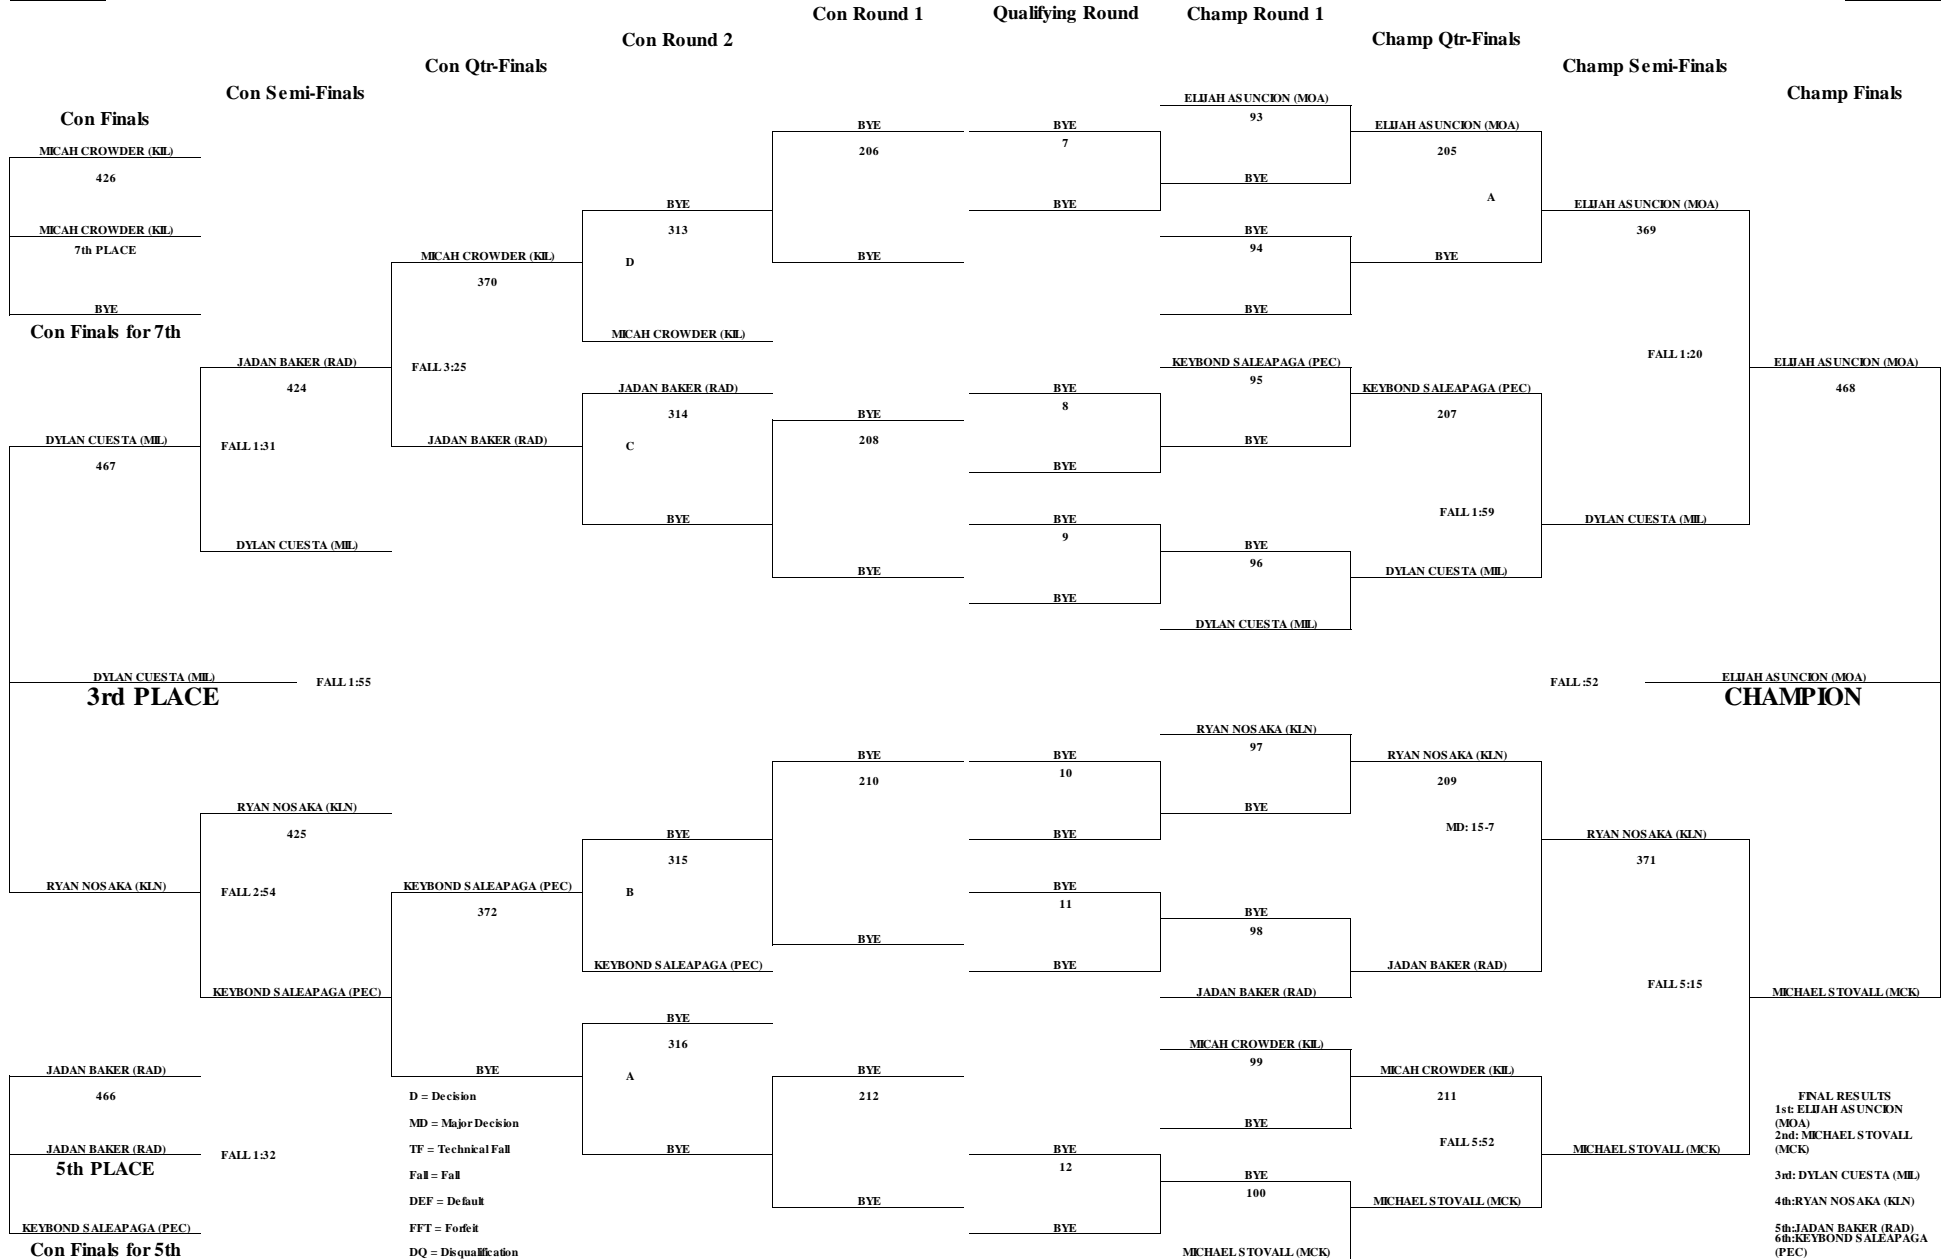 Con Round 1
Qualifying Round
Champ Round 1
Con Round 2
Champ Qtr-Finals
Con Qtr-Finals
Champ Semi-Finals
Con Semi-Finals
Champ Finals
Con Finals
ELIJAH ASUNCION (MOA)
93
BYE
BYE
ELIJAH ASUNCION (MOA)
206
7
205
MICAH CROWDER (KIL)
426
BYE
A
BYE
BYE
ELIJAH ASUNCION (MOA)
313
369
MICAH CROWDER (KIL)
BYE
7th PLACE
94
MICAH CROWDER (KIL)
D
BYE
BYE
370
BYE
BYE
Con Finals for 7th
MICAH CROWDER (KIL)
FALL 1:20
JADAN BAKER (RAD)
FALL 3:25
KEYBOND SALEAPAGA (PEC)
ELIJAH ASUNCION (MOA)
424
JADAN BAKER (RAD)
BYE
95
KEYBOND SALEAPAGA (PEC)
468
314
BYE
8
207
DYLAN CUESTA (MIL)
FALL 1:31
JADAN BAKER (RAD)
C
208
BYE
467
BYE
FALL 1:59
BYE
BYE
DYLAN CUESTA (MIL)
9
DYLAN CUESTA (MIL)
BYE
96
BYE
DYLAN CUESTA (MIL)
BYE
DYLAN CUESTA (MIL)
DYLAN CUESTA (MIL)
FALL 1:55
FALL :52
ELIJAH ASUNCION (MOA)
3rd PLACE
CHAMPION
RYAN NOSAKA (KLN)
97
BYE
BYE
RYAN NOSAKA (KLN)
210
10
209
RYAN NOSAKA (KLN)
BYE
425
BYE
BYE
MD: 15-7
RYAN NOSAKA (KLN)
315
371
RYAN NOSAKA (KLN)
FALL 2:54
KEYBOND SALEAPAGA (PEC)
B
BYE
372
11
BYE
BYE
98
KEYBOND SALEAPAGA (PEC)
BYE
JADAN BAKER (RAD)
KEYBOND SALEAPAGA (PEC)
JADAN BAKER (RAD)
FALL 5:15
MICHAEL STOVALL (MCK)
BYE
316
MICAH CROWDER (KIL)
99
JADAN BAKER (RAD)
BYE
A
BYE
MICAH CROWDER (KIL)
466
D = Decision
212
211
FINAL RESULTS
1st: ELIJAH ASUNCION
(MOA)
MD = Major Decision
BYE
2nd: MICHAEL STOVALL
(MCK)
JADAN BAKER (RAD)
FALL 1:32
TF = Technical Fall
BYE
BYE
FALL 5:52
MICHAEL STOVALL (MCK)
5th PLACE
12
Fall = Fall
BYE
3rd: DYLAN CUESTA (MIL)
100
DEF = Default
BYE
MICHAEL STOVALL (MCK)
4th:RYAN NOSAKA (KLN)
KEYBOND SALEAPAGA (PEC)
FFT = Forfeit
BYE
5th:JADAN BAKER (RAD)
6th:KEYBOND SALEAPAGA
(PEC)
Con Finals for 5th
DQ = Disqualification
MICHAEL STOVALL (MCK)